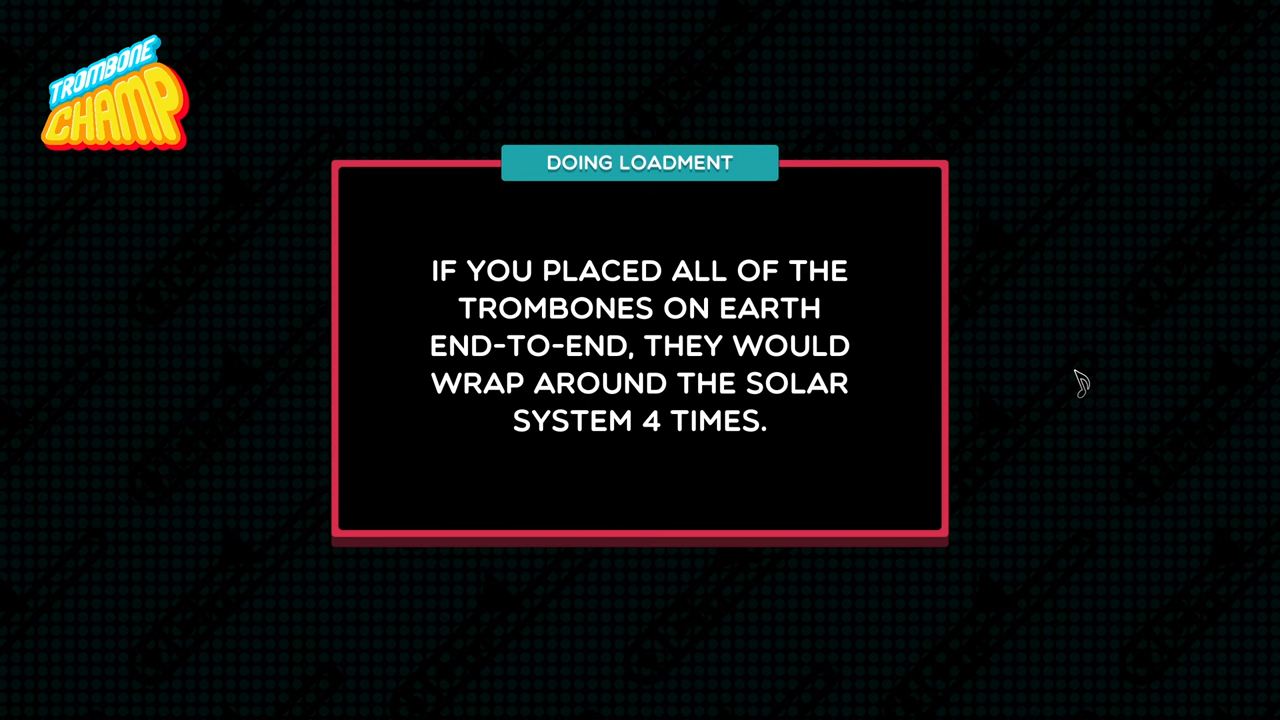 TROMBONE
CHAMP
DOING LOADMENT
IF YOU PLACED ALL OF THE
TROMBONES ON EARTH
END-TO-END, THEY WOULD
WRAP AROUND THE SOLAR
SYSTEM 4 TIMES.